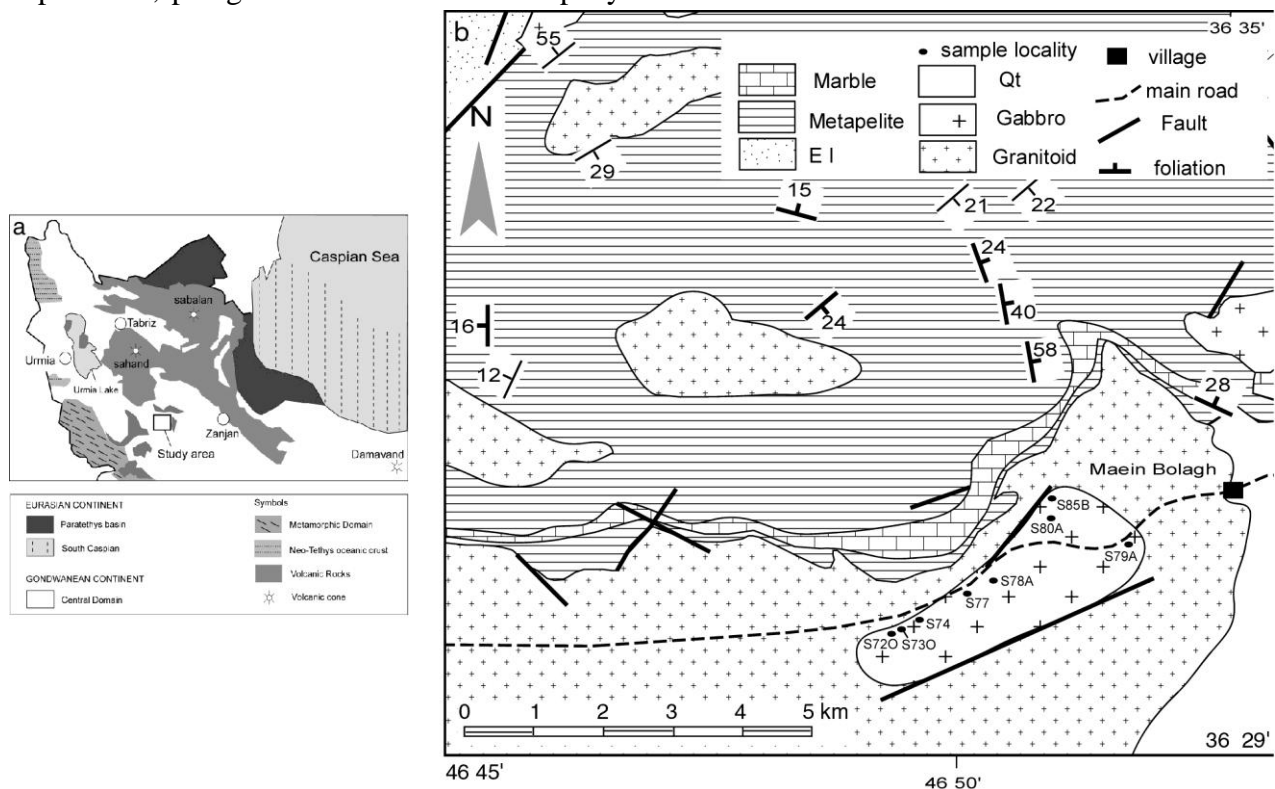 a
Caspian Sea
sabalan
Tabriz
Urmia
sahand
Urmia Lake
Zanjan
Study area
Damavand
EURASIAN CONTINENT
Paratethys basin
South Caspian
GONDWANEAN CONTINENT
Central Domain
Symbols
Metamorphic Domain
Neo-Tethys oceanic crust
Volcanic Rocks
Volcanic cone
b
55
36 35'
sample locality
village
Marble
Qt
main road
Metapelite
Gabbro
Fault
E l
Granitoid
foliation
N
29
15
21
22
24
40
16
24
58
12
28
Maein Bolagh
S85B
S80A
S79A
S78A
S77
S74
S73O
S72O
0 1 2 3 4 5 km
36 29'
46 45'
46 50'